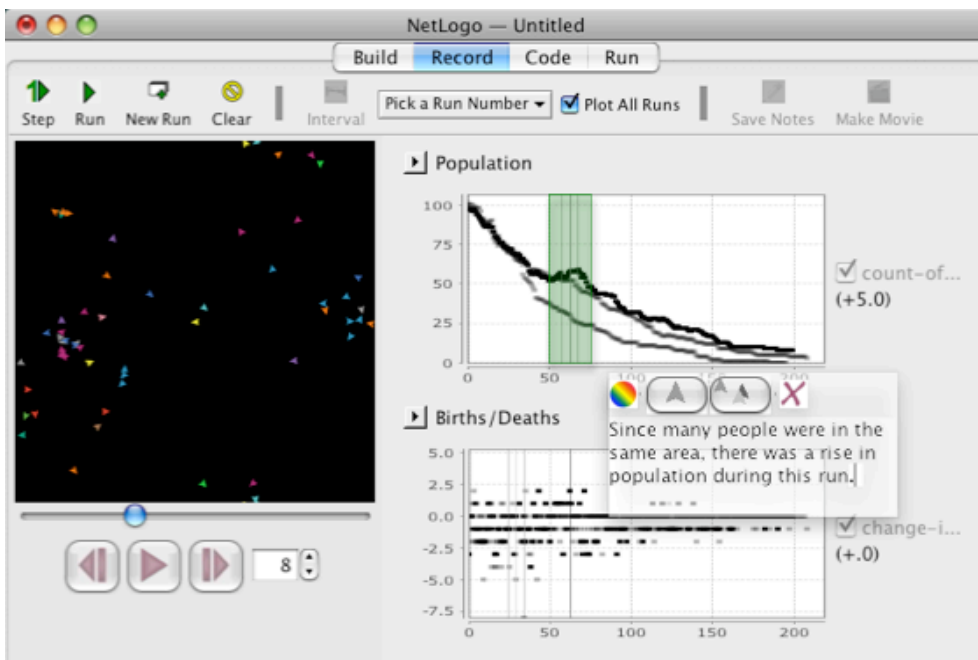 NetLogo — Untitled
Build Record Code Run
Step Run New Run Clear Interval Pick a Run Number Plot All Runs Save Notes Make Movie
Population
100
75
50
25
0
0 50 100 150 200
count-of...
(+5.0)
Births/Deaths
Since many people were in the
same area, there was a rise in
population during this run.
5.0
2.5
0.0
-2.5
-5.0
-7.5
0 50 100 150 200
change-i...
(+.0)
8